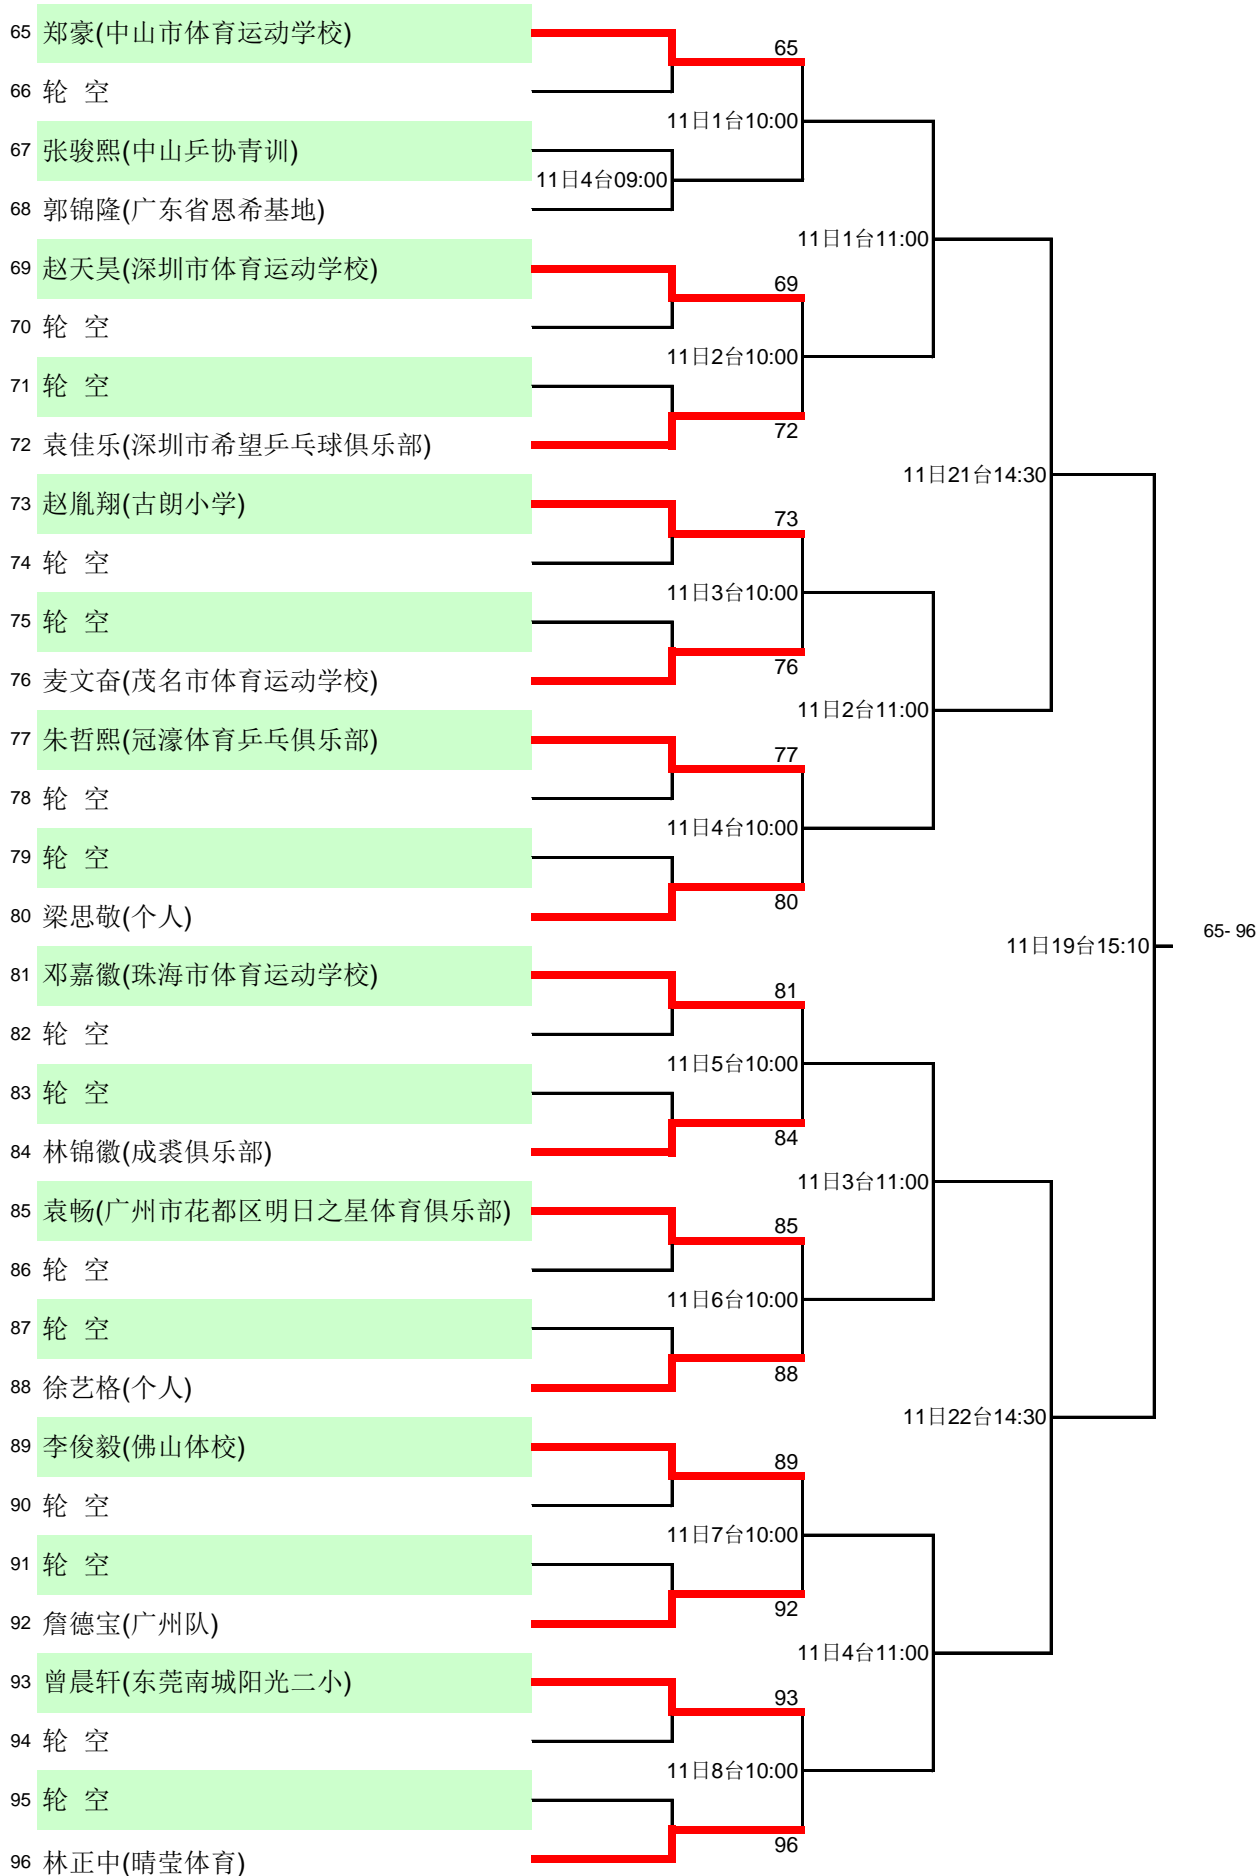 65 郑豪(中山市体育运动学校)
65
66 轮 空
11日1台10:00
67 张骏熙(中山乒协青训)
11日4台09:00
68 郭锦隆(广东省恩希基地)
11日1台11:00
69 赵天昊(深圳市体育运动学校)
69
70 轮 空
11日2台10:00
71 轮 空
72
72 袁佳乐(深圳市希望乒乓球俱乐部)
11日21台14:30
73 赵胤翔(古朗小学)
73
74 轮 空
11日3台10:00
75 轮 空
76
76 麦文奋(茂名市体育运动学校)
11日2台11:00
77 朱哲熙(冠濠体育乒乓俱乐部)
77
78 轮 空
11日4台10:00
79 轮 空
80
80 梁思敬(个人)
65- 96
11日19台15:10
81 邓嘉徽(珠海市体育运动学校)
81
82 轮 空
11日5台10:00
83 轮 空
84
84 林锦徽(成裘俱乐部)
11日3台11:00
85 袁畅(广州市花都区明日之星体育俱乐部)
85
86 轮 空
11日6台10:00
87 轮 空
88
88 徐艺格(个人)
11日22台14:30
89 李俊毅(佛山体校)
89
90 轮 空
11日7台10:00
91 轮 空
92
92 詹德宝(广州队)
11日4台11:00
93 曾晨轩(东莞南城阳光二小)
93
94 轮 空
11日8台10:00
95 轮 空
96
96 林正中(晴莹体育)